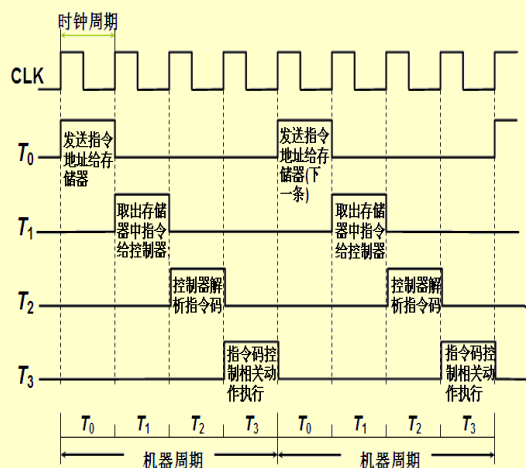 时钟周期
CLK
T0
发送指令
地址给存
储器
发送指令
地址给存
储器(下
一条)
T1
取出存储
器中指令
给控制器
取出存储
器中指令
给控制器
T2
控制器解
析指令码
控制器解
析指令码
T3
指令码控
制相关动
作执行
指令码控
制相关动
作执行
T0 T1 T2 T3 T0 T1 T2 T3
机器周期 机器周期